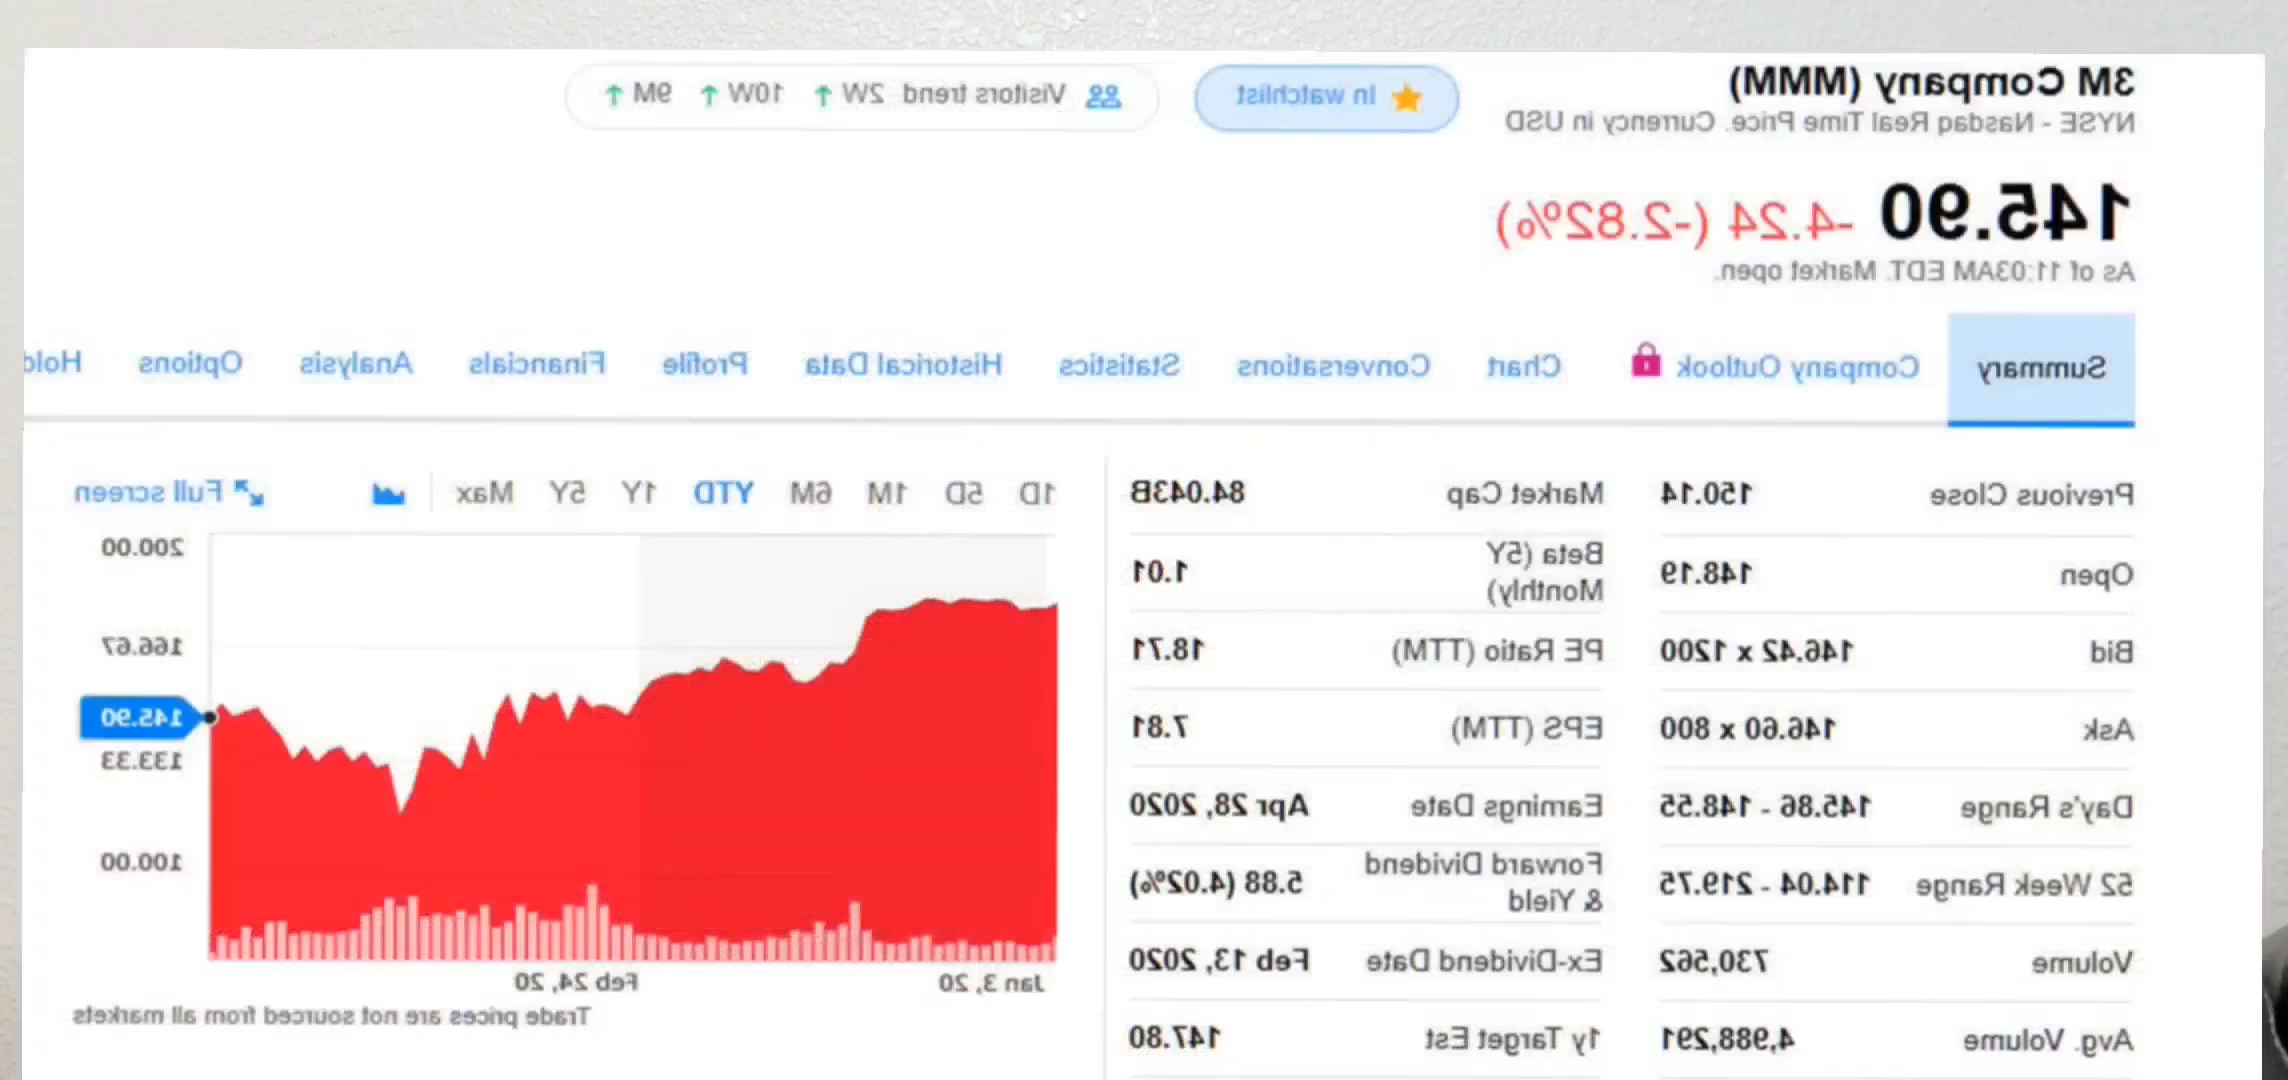 3M Company (MMM)
NYSE - Nasdaq Real Time Price. Currency in USD
In watchlist
Visitors trend 2W ↑ 10W ↑ 9M ↑
145.90 -4.24 (-2.82%)
As of 11:03AM EDT. Market open.
Summary Company Outlook Chart Conversations Statistics Historical Data Profile Financials Analysis Options Hold
Previous Close 150.14
Open 148.19
Bid 146.42 x 1200
Ask 146.60 x 800
Day's Range 145.86 - 148.55
52 Week Range 114.04 - 219.75
Volume 730,562
Avg. Volume 4,988,291
Market Cap 84.043B
Beta (5Y
Monthly) 1.01
PE Ratio (TTM) 18.71
EPS (TTM) 7.81
Earnings Date Apr 28, 2020
Forward Dividend
& Yield 5.88 (4.02%)
Ex-Dividend Date Feb 13, 2020
1y Target Est 147.80
1D 5D 1M 6M YTD 1Y 5Y Max Full screen
200.00
166.67
145.90
133.33
100.00
Jan 3, 20 Feb 24, 20
Trade prices are not sourced from all markets